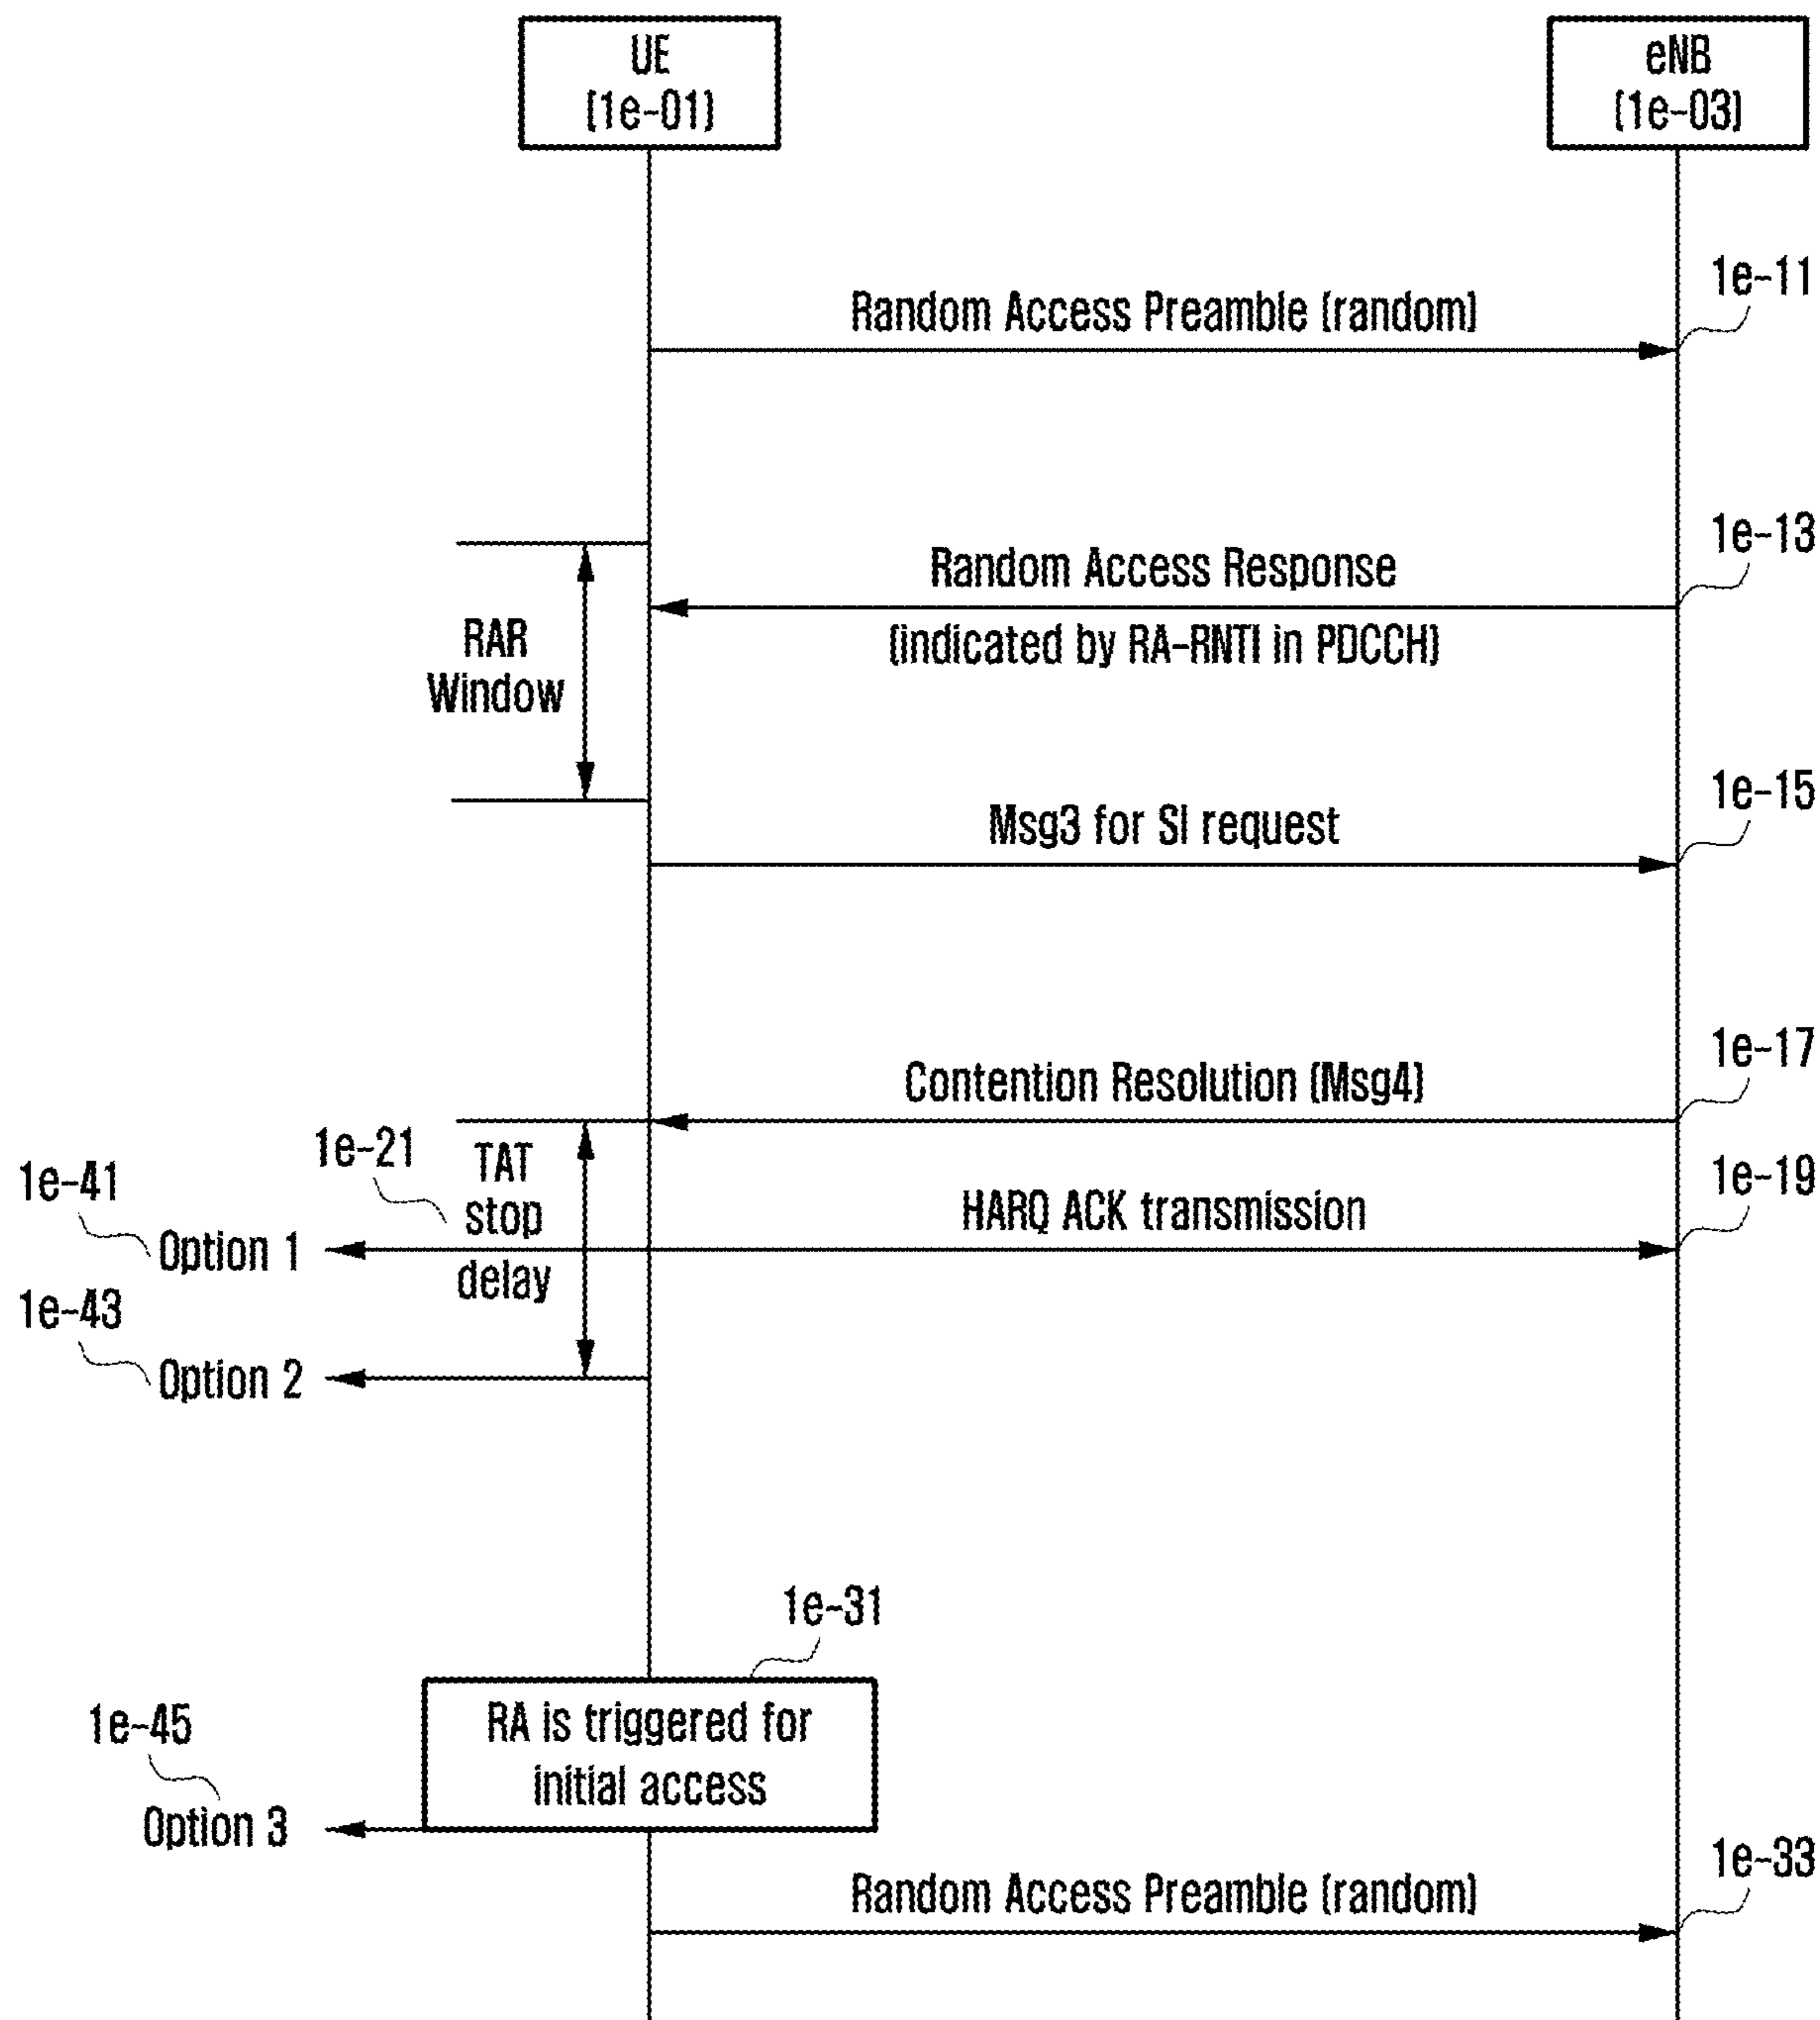 UE
(1e-01)
eNB
(1e-03)
1e-11
Random Access Preamble (random)
1e-13
Random Access Response
(indicated by RA-RNTI in PDCCH)
RAR
Window
1e-15
Msg3 for SI request
1e-17
Contention Resolution (Msg4)
1e-21
TAT
stop
delay
1e-41
Option 1
1e-19
HARQ ACK transmission
1e-43
Option 2
1e-31
RA is triggered for
initial access
1e-45
Option 3
1e-33
Random Access Preamble (random)